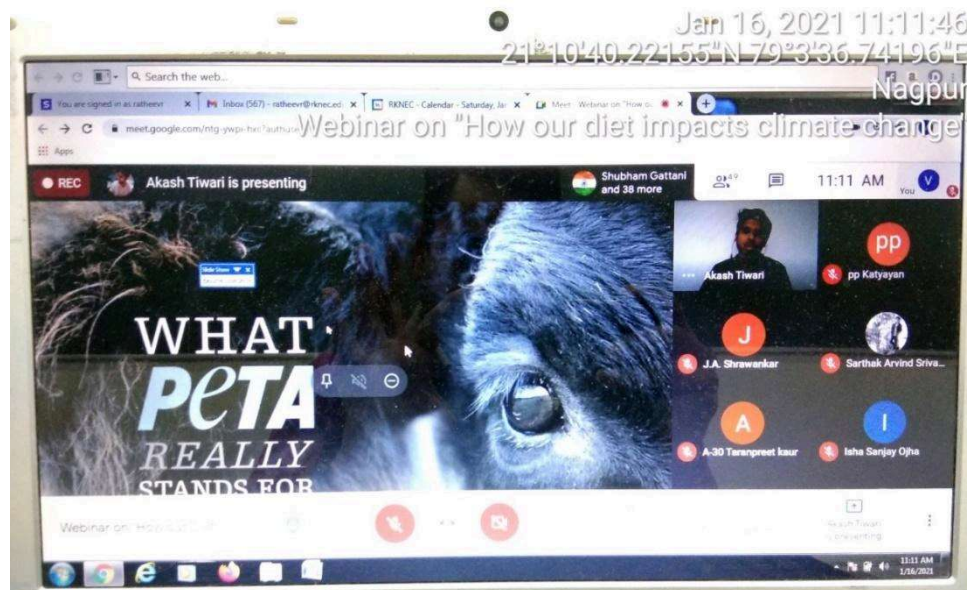 Jan 16, 2021 11:11:46
21°10'40.22155"N 79°3'36.74196"E
Nagpur
Webinar on "How our diet impacts climate change"
Search the web...
You are signed in as ratheevr
Inbox (567) - ratheevr@rknec.ed
RKNEC - Calendar - Saturday, Ja
Meet - Webinar on "How ou
meet.google.com/ntg-ywpi-hxr?authu
Apps
REC
Akash Tiwari is presenting
Shubham Gattani
and 38 more
49
11:11 AM
You
V
Akash Tiwari
pp
pp Katyayan
J
J.A. Shrawankar
Sarthak Arvind Sriva...
A
A-30 Taranpreet kaur
I
Isha Sanjay Ojha
WHAT
PeTA
REALLY
STANDS FOR
Webinar on
Akash Tiwari
is presenting
11:11 AM
1/16/2021